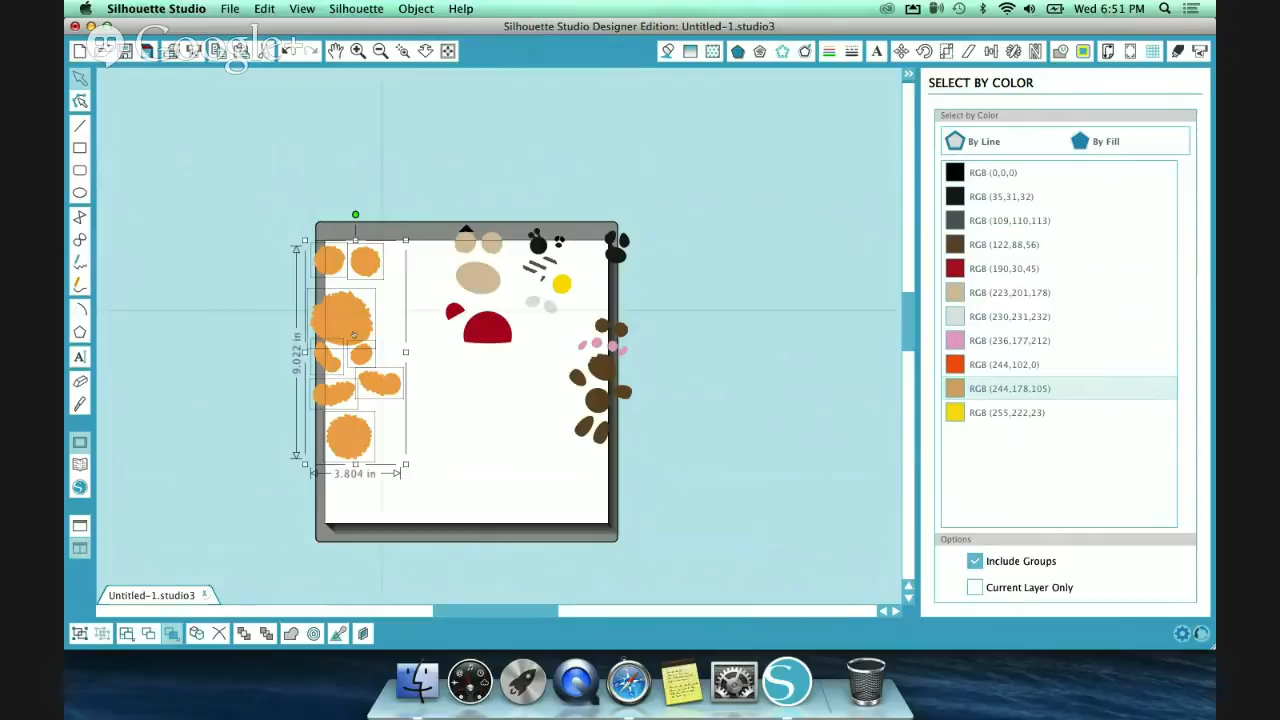 Silhouette Studio File Edit View Silhouette Object Help Wed 6:51 PM
Silhouette Studio Designer Edition: Untitled-1.studio3
Google+
SELECT BY COLOR
Select by Color
By Line By Fill
RGB (0,0,0)
RGB (35,31,32)
RGB (109,110,113)
RGB (122,88,56)
RGB (190,30,45)
RGB (223,201,178)
RGB (230,231,232)
RGB (236,177,212)
RGB (244,102,0)
RGB (244,178,105)
RGB (255,222,23)
9.022 in
3.804 in
Options
Include Groups
Current Layer Only
Untitled-1.studio3